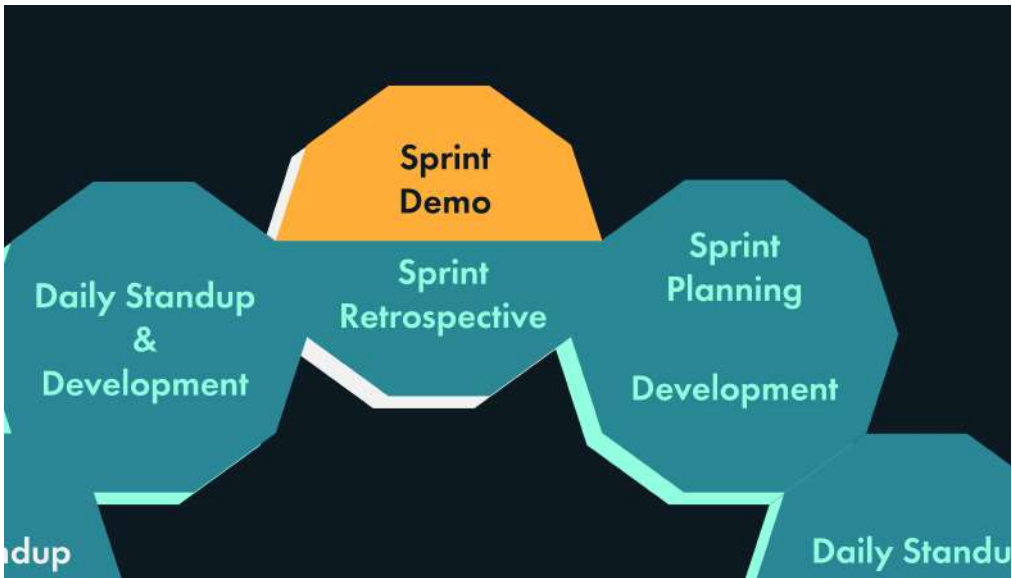 Sprint
Demo
Sprint
Retrospective
Daily Standup
&
Development
Sprint
Planning
Development
ndup
Daily Standu